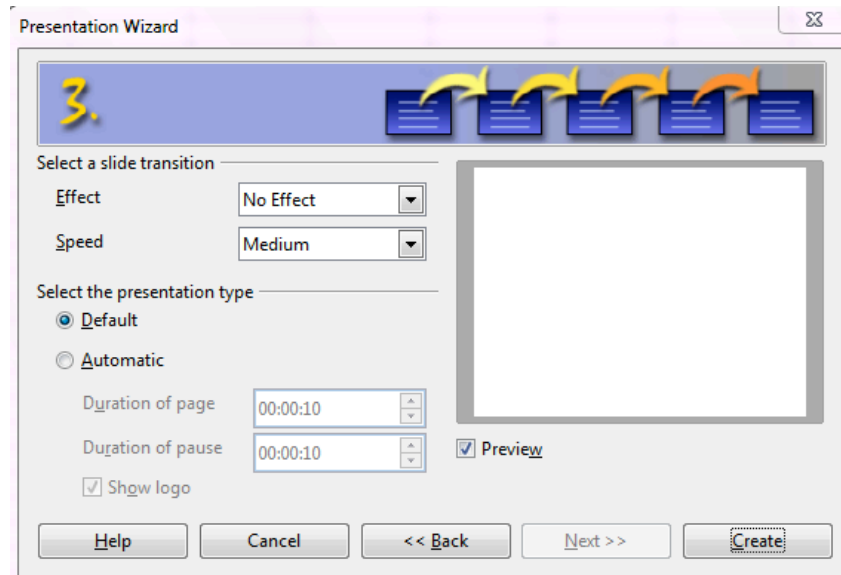 Presentation Wizard
3.
Select a slide transition
Effect No Effect
Speed Medium
Select the presentation type
Default
Automatic
Duration of page 00:00:10
Duration of pause 00:00:10
Show logo
Preview
Help Cancel << Back Next >> Create